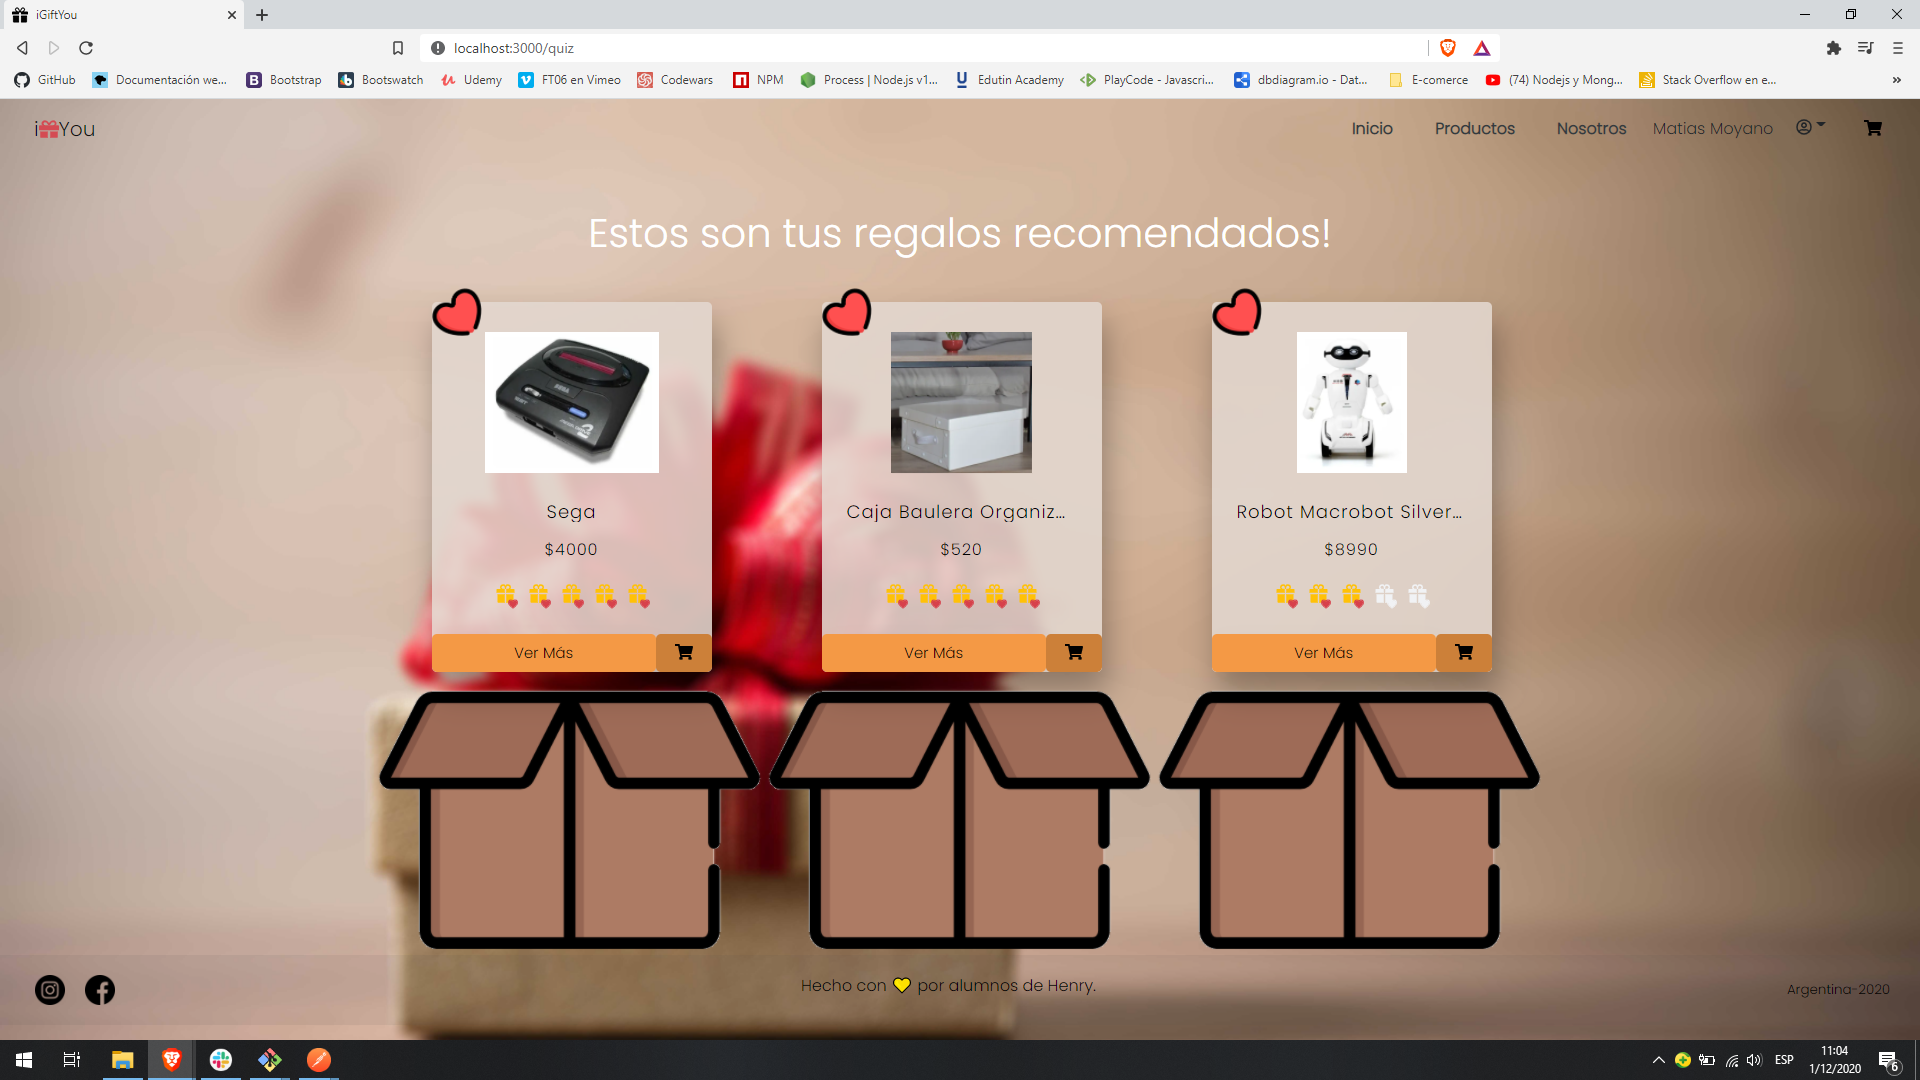 iGiftYou
localhost:3000/quiz
GitHub
Documentación we...
Bootstrap
Bootswatch
Udemy
FT06 en Vimeo
Codewars
NPM
Process | Node.js v1...
Edutin Academy
PlayCode - Javascri...
dbdiagram.io - Dat...
E-comerce
(74) Nodejs y Mong...
Stack Overflow en e...
»
i You
Inicio
Productos
Nosotros
Matias Moyano
Estos son tus regalos recomendados!
Sega
$4000
Ver Más
Caja Baulera Organiz...
$520
Ver Más
Robot Macrobot Silver...
$8990
Ver Más
Hecho con 💛 por alumnos de Henry.
Argentina-2020
ESP
11:04
1/12/2020
6